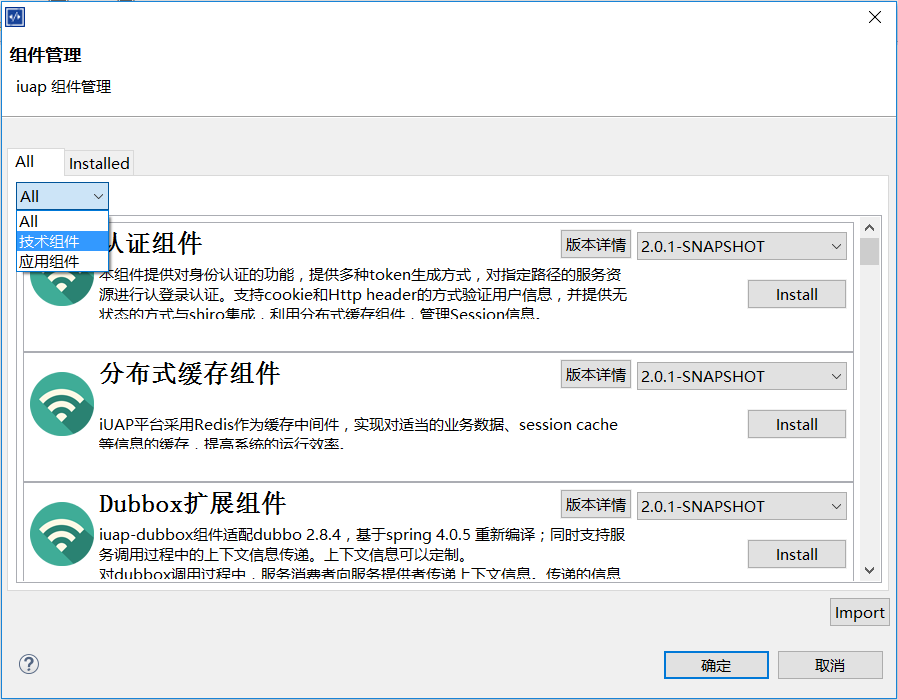 组件管理
iuap 组件管理
All
Installed
All
All
技术组件
应用组件
认证组件
版本详情
2.0.1-SNAPSHOT
本组件提供对身份认证的功能，提供多种token生成方式，对指定路径的服务资
源进行认登录认证。支持cookie和Http header的方式验证用户信息，并提供无
状态的方式与shiro集成，利用分布式缓存组件，管理Session信息。
Install
分布式缓存组件
版本详情
2.0.1-SNAPSHOT
iUAP平台采用Redis作为缓存中间件，实现对适当的业务数据、session cache
等信息的缓存，提高系统的运行效率。
Install
Dubbox扩展组件
版本详情
2.0.1-SNAPSHOT
iuap-dubbox组件适配dubbo 2.8.4，基于spring 4.0.5 重新编译；同时支持服
务调用过程中的上下文信息传递。上下文信息可以定制。
对dubbox调用过程中，服务消费者向服务提供者传递上下文信息。传递的信息
Install
Import
确定
取消